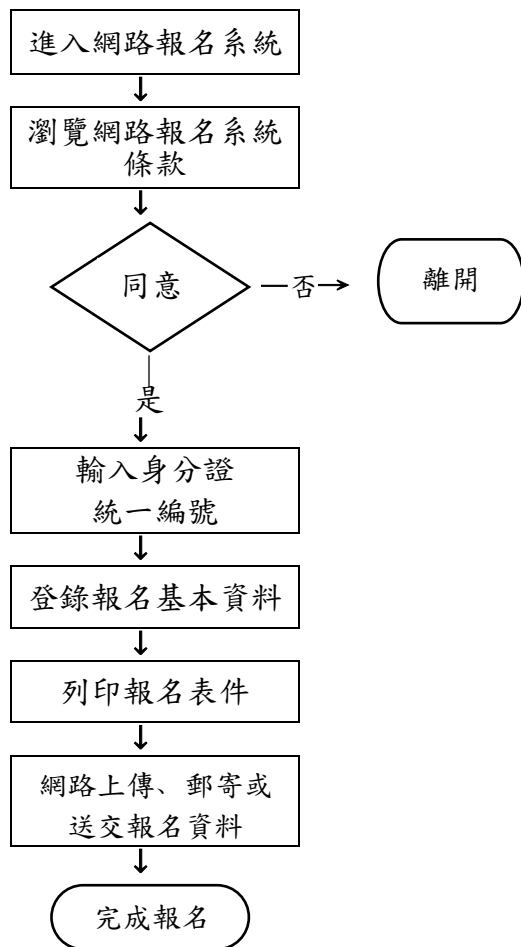 進入網路報名系統
瀏覽網路報名系統
條款
同意
否
離開
是
輸入身分證
統一編號
登錄報名基本資料
列印報名表件
網路上傳、郵寄或
送交報名資料
完成報名